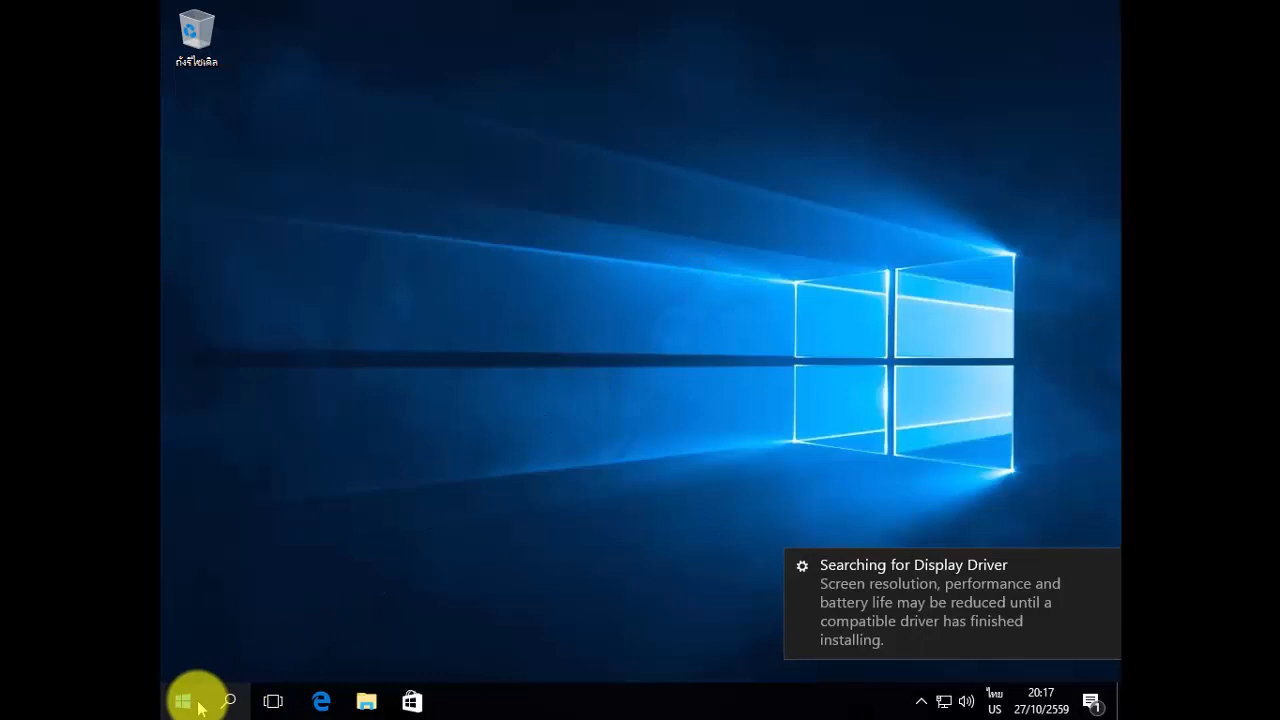 ถังรีไซเคิล
Searching for Display Driver
Screen resolution, performance and
battery life may be reduced until a
compatible driver has finished
installing.
ไทย
US
20:17
27/10/2559
1